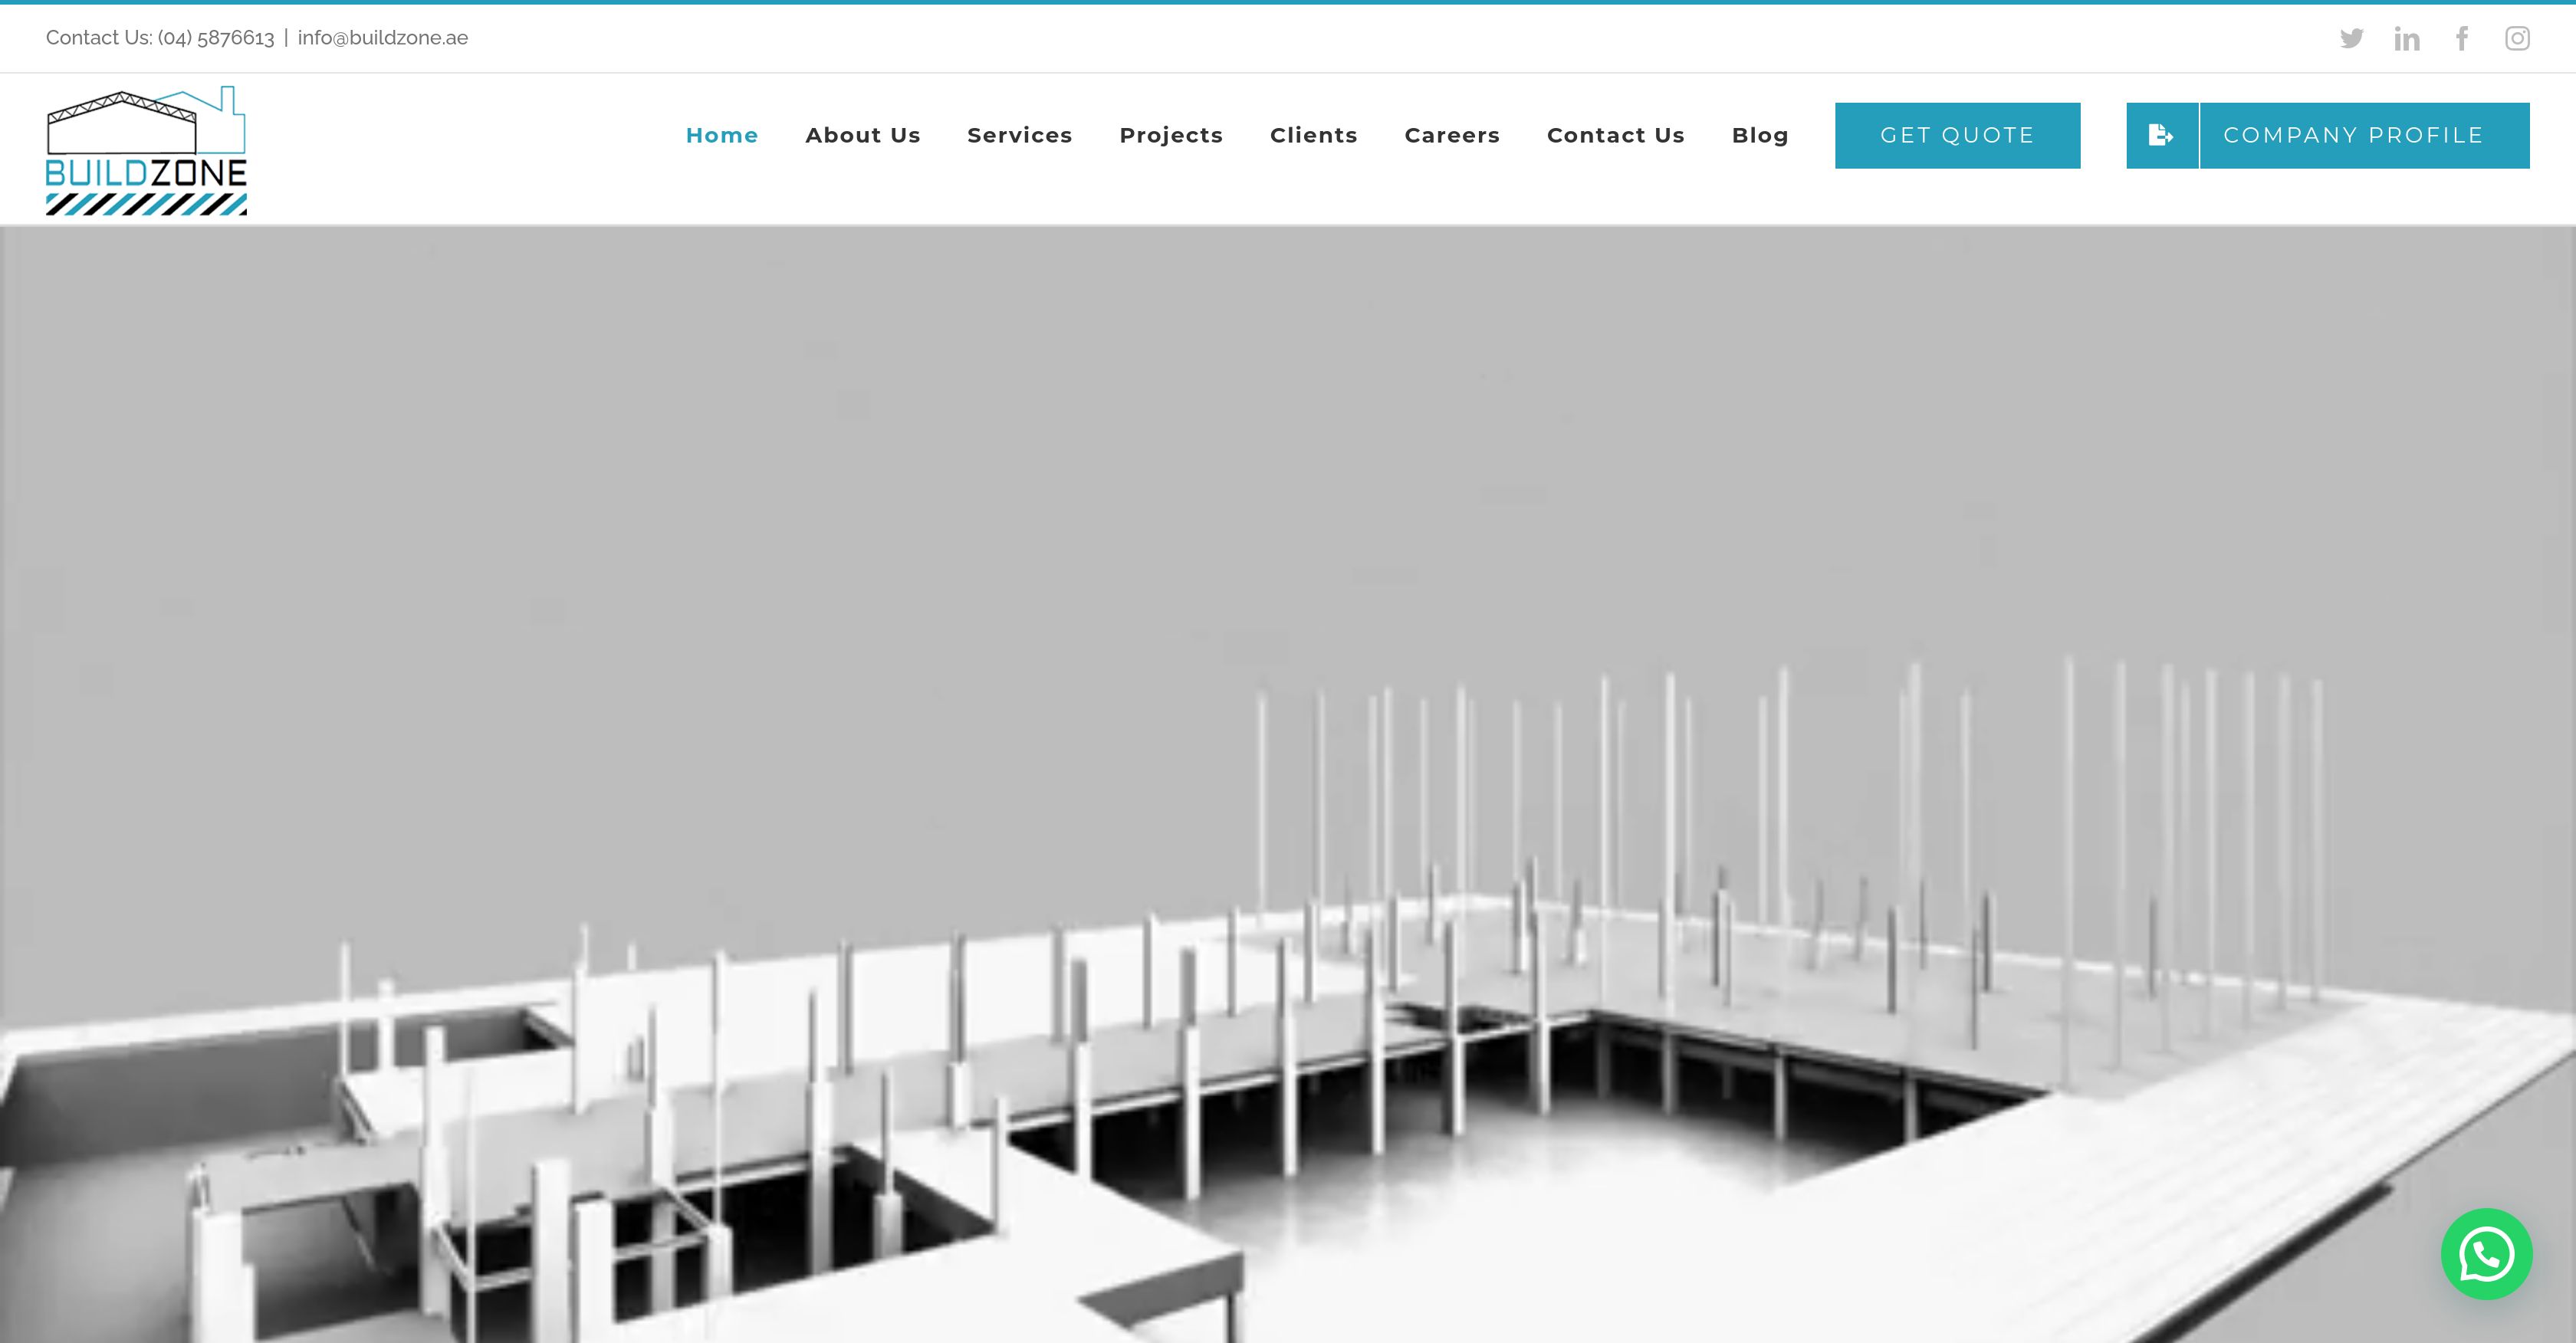 Contact Us: (04) 5876613 | info@buildzone.ae
BUILDZONE
Home About Us Services Projects Clients Careers Contact Us Blog GET QUOTE COMPANY PROFILE